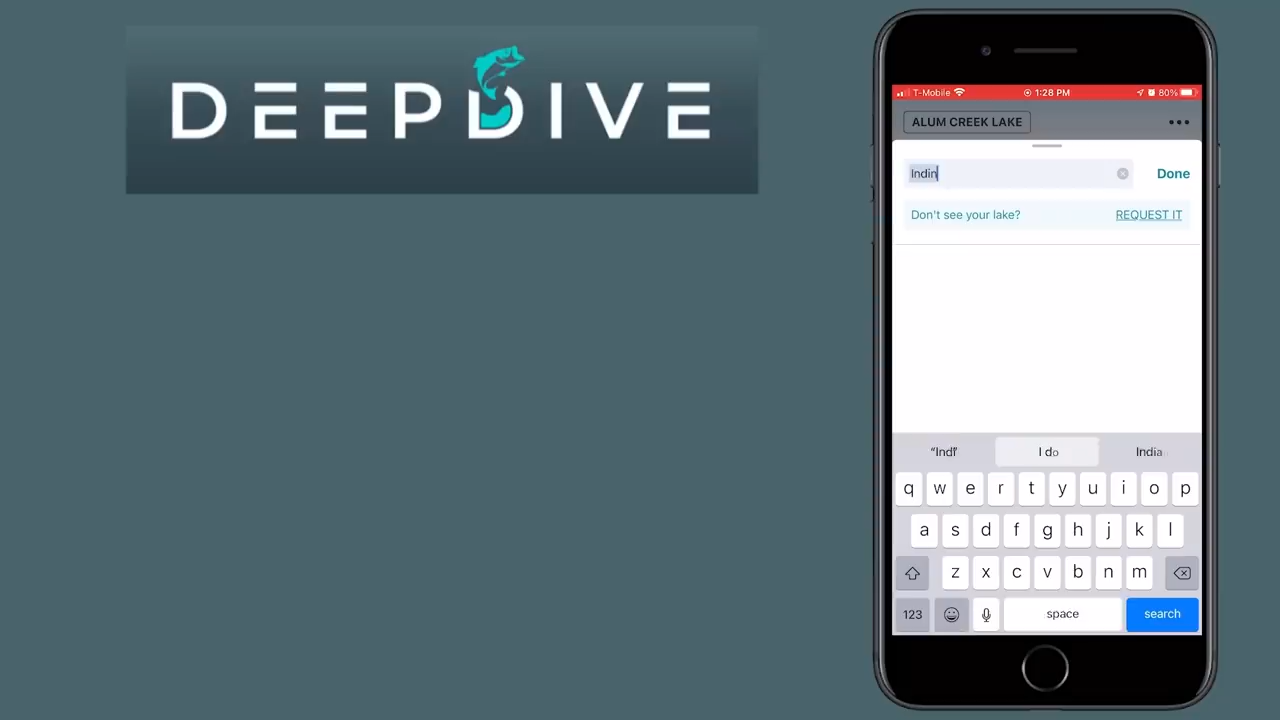 DEEPDIVE
T-Mobile 1:28 PM 80%
ALUM CREEK LAKE
Indin Done
Don't see your lake? REQUEST IT
“Indi” I do India
q w e r t y u i o p
a s d f g h j k l
z x c v b n m
123 space search